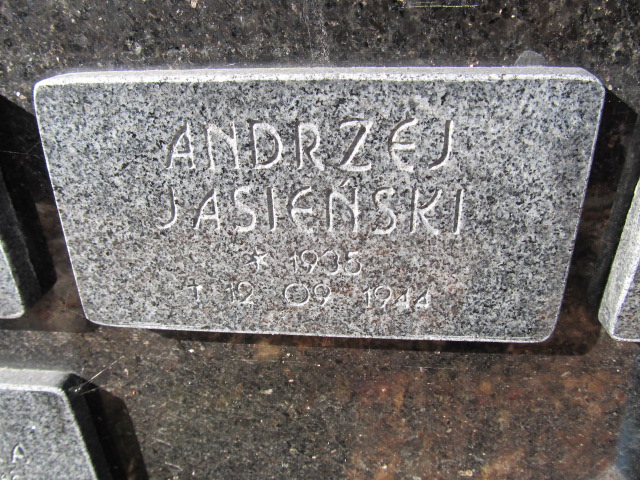 ANDRZEJ
JASIEŃSKI
* 1935
† 12 09 1944
A